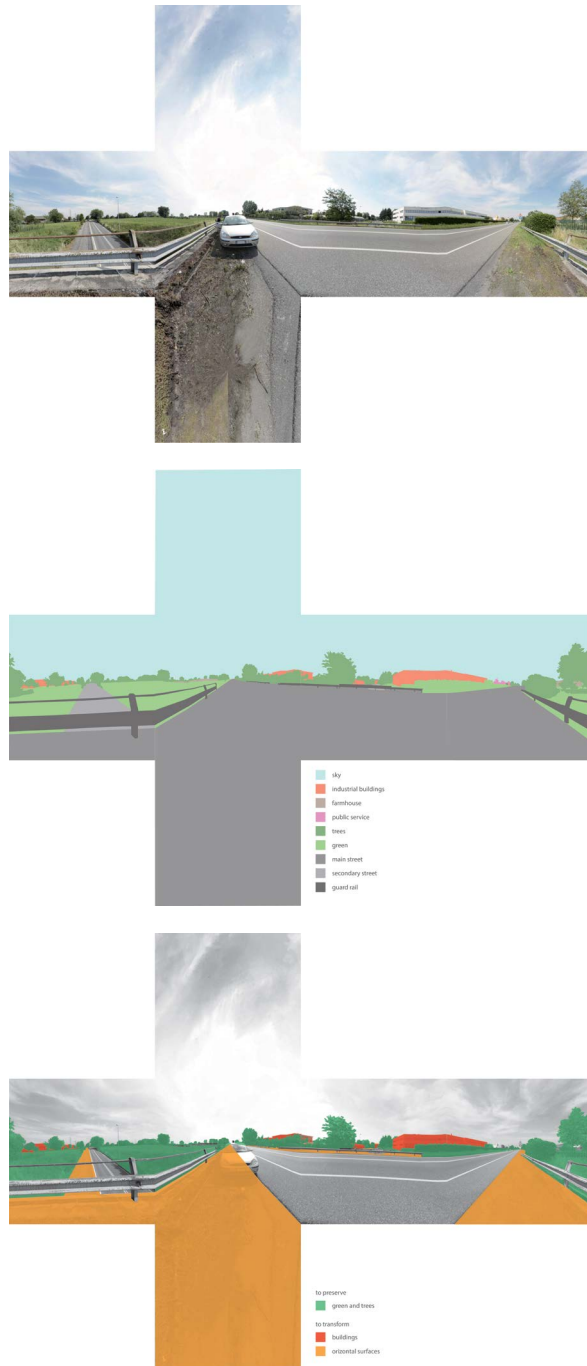 sky
industrial buildings
farmhouse
public service
trees
green
main street
secondary street
guard rail
to preserve
green and trees
to transform
buildings
orizontal surfaces